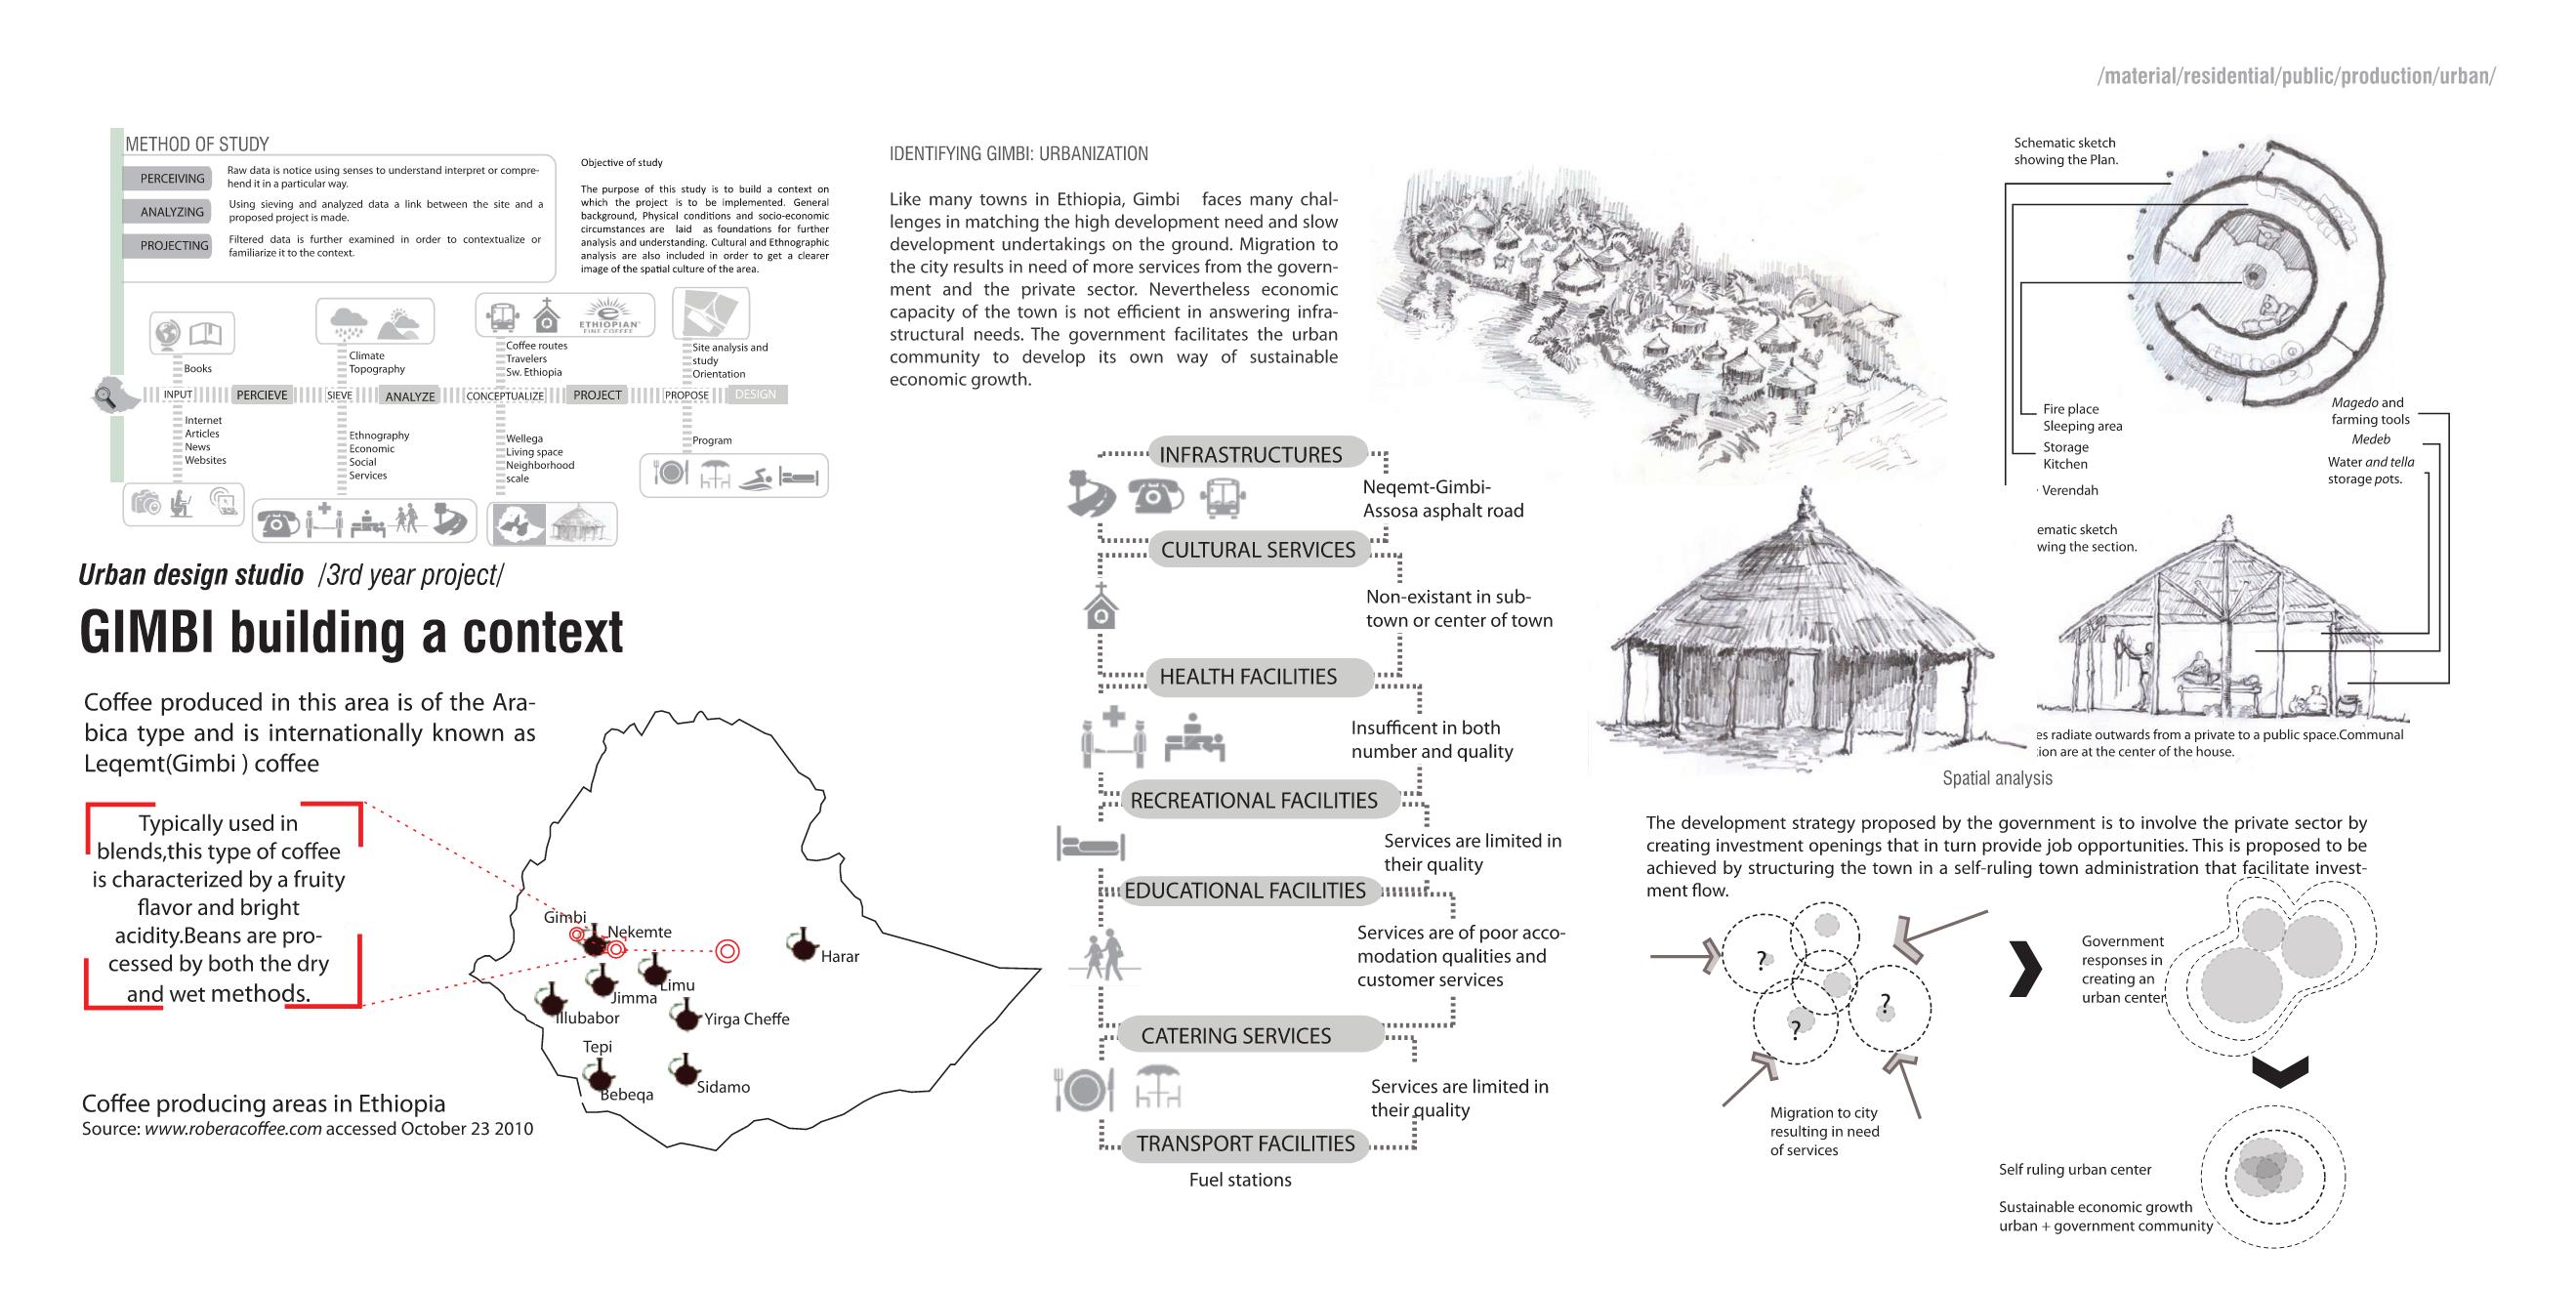 /material/residential/public/production/urban/
METHOD OF STUDY
PERCEIVING
Raw data is notice using senses to understand interpret or compre-
hend it in a particular way.
ANALYZING
Using sieving and analyzed data a link between the site and a
proposed project is made.
PROJECTING
Filtered data is further examined in order to contextualize or
familiarize it to the context.
Objective of study
The purpose of this study is to build a context on
which the project is to be implemented. General
background, Physical conditions and socio-economic
circumstances are laid as foundations for further
analysis and understanding. Cultural and Ethnographic
analysis are also included in order to get a clearer
image of the spatial culture of the area.
ETHIOPIAN
FINE COFFEE
Books
Climate
Topography
Coffee routes
Travelers
Sw. Ethiopia
Site analysis and
study
Orientation
INPUT
PERCIEVE
SIEVE
ANALYZE
CONCEPTUALIZE
PROJECT
PROPOSE
DESIGN
Internet
Articles
News
Websites
Ethnography
Economic
Social
Services
Wellega
Living space
Neighborhood
scale
Program
Urban design studio /3rd year project/
GIMBI building a context
Coffee produced in this area is of the Ara-
bica type and is internationally known as
Leqemt(Gimbi ) coffee
Typically used in
blends,this type of coffee
is characterized by a fruity
flavor and bright
acidity.Beans are pro-
cessed by both the dry
and wet methods.
Gimbi
Nekemte
Harar
Limu
Jimma
Illubabor
Yirga Cheffe
Tepi
Bebeqa
Sidamo
Coffee producing areas in Ethiopia
Source: www.roberacoffee.com accessed October 23 2010
IDENTIFYING GIMBI: URBANIZATION
Like many towns in Ethiopia, Gimbi faces many chal-
lenges in matching the high development need and slow
development undertakings on the ground. Migration to
the city results in need of more services from the govern-
ment and the private sector. Nevertheless economic
capacity of the town is not efficient in answering infra-
structural needs. The government facilitates the urban
community to develop its own way of sustainable
economic growth.
INFRASTRUCTURES
Neqemt-Gimbi-
Assosa asphalt road
CULTURAL SERVICES
Non-existant in sub-
town or center of town
HEALTH FACILITIES
Insufficent in both
number and quality
RECREATIONAL FACILITIES
Services are limited in
their quality
EDUCATIONAL FACILITIES
Services are of poor acco-
modation qualities and
customer services
CATERING SERVICES
Services are limited in
their quality
TRANSPORT FACILITIES
Fuel stations
Schematic sketch
showing the Plan.
Fire place
Sleeping area
Storage
Kitchen
Verendah
Magedo and
farming tools
Medeb
Water and tella
storage pots.
ematic sketch
wing the section.
es radiate outwards from a private to a public space.Communal
ion are at the center of the house.
Spatial analysis
The development strategy proposed by the government is to involve the private sector by
creating investment openings that in turn provide job opportunities. This is proposed to be
achieved by structuring the town in a self-ruling town administration that facilitate invest-
ment flow.
?
?
?
Migration to city
resulting in need
of services
Government
responses in
creating an
urban center
Self ruling urban center
Sustainable economic growth
urban + government community